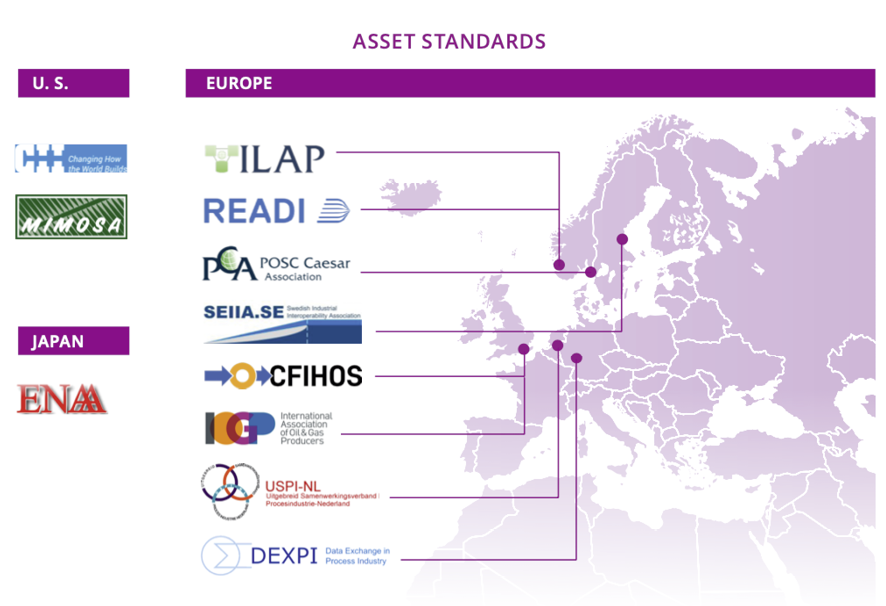 ASSET STANDARDS
U. S.
EUROPE
CII
Changing How
the World Builds
MIMOSA
JAPAN
ENAA
ILAP
READI
PCA POSC Caesar
Association
SEIIA.SE Swedish Industrial
Interoperability Association
CFIHOS
IOGP
International
Association
of Oil & Gas
Producers
USPI-NL
Uitgebreid Samenwerkingsverband
Procesindustrie-Nederland
DEXPI Data Exchange in
Process Industry